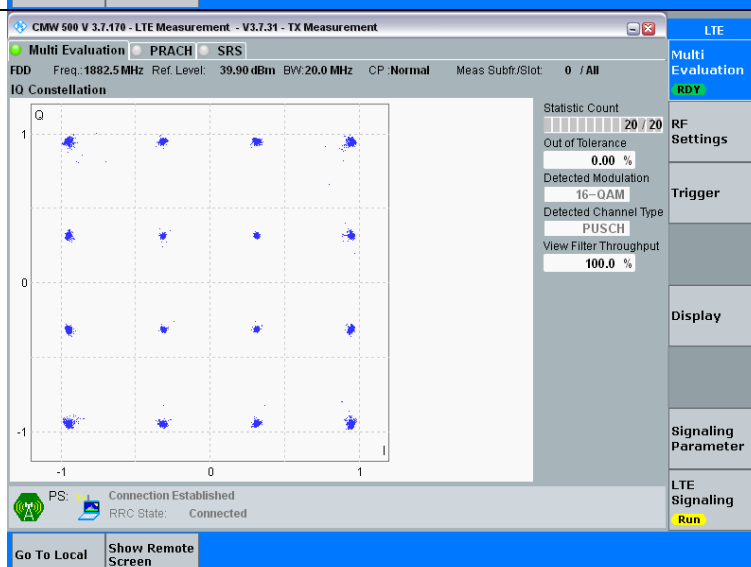 CMW 500 V 3.7.170 - LTE Measurement - V3.7.31 - TX Measurement
LTE
Multi Evaluation PRACH SRS
Multi
Evaluation
RDY
FDD Freq.:1882.5 MHz Ref. Level: 39.90 dBm BW:20.0 MHz CP :Normal Meas Subfr./Slot: 0 / All
IQ Constellation
Q
1
0
-1
I
-1 0 1
Statistic Count
20 / 20
Out of Tolerance
0.00 %
Detected Modulation
16-QAM
Detected Channel Type
PUSCH
View Filter Throughput
100.0 %
RF
Settings
Trigger
Display
Signaling
Parameter
LTE
Signaling
Run
PS: Connection Established
RRC State: Connected
Go To Local
Show Remote
Screen